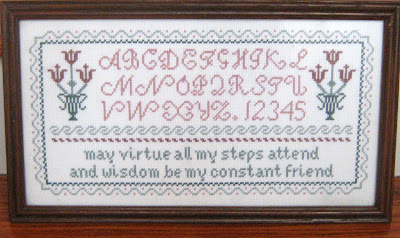 ABCDEFGHIKL
MNOPQRSTU
VWXYZ. 12345
may virtue all my steps attend
and wisdom be my constant friend